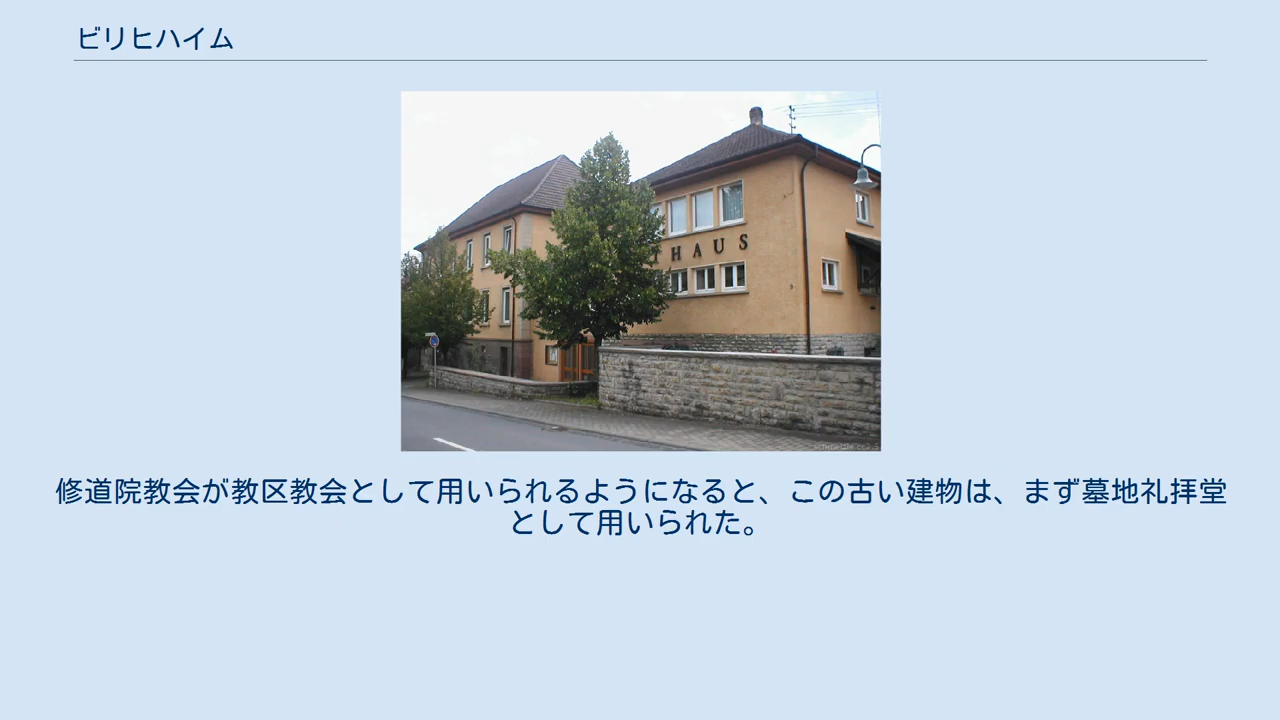 ビリヒハイム
THAUS
修道院教会が教区教会として用いられるようになると、この古い建物は、まず墓地礼拝堂
として用いられた。